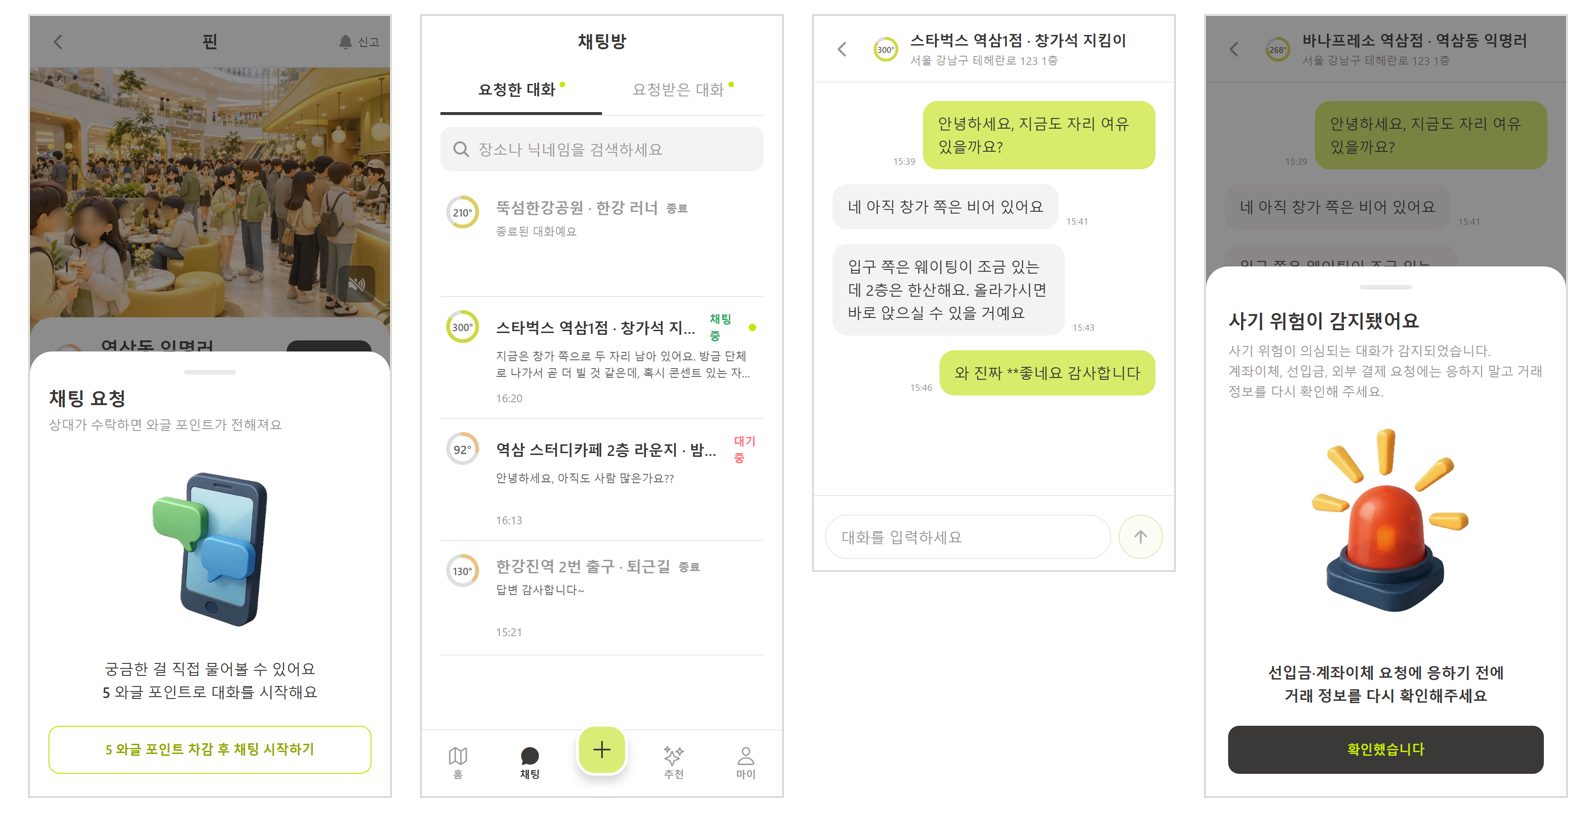 핀
신고
역삼동 익명러
채팅 요청
상대가 수락하면 와글 포인트가 전해져요
궁금한 걸 직접 물어볼 수 있어요
5 와글 포인트로 대화를 시작해요
5 와글 포인트 차감 후 채팅 시작하기
채팅방
요청한 대화
요청받은 대화
장소나 닉네임을 검색하세요
210°
뚝섬한강공원 · 한강 러너 종료
종료된 대화예요
300°
스타벅스 역삼1점 · 창가석 지...
채팅
중
지금은 창가 쪽으로 두 자리 남아 있어요. 방금 단체
로 나가서 곧 더 빌 것 같은데, 혹시 콘센트 있는 자...
16:20
92°
역삼 스터디카페 2층 라운지 · 밤...
대기
중
안녕하세요, 아직도 사람 많은가요??
16:13
130°
한강진역 2번 출구 · 퇴근길 종료
답변 감사합니다~
15:21
홈
채팅
추천
마이
300°
스타벅스 역삼1점 · 창가석 지킴이
서울 강남구 테헤란로 123 1층
안녕하세요, 지금도 자리 여유
있을까요?
15:39
네 아직 창가 쪽은 비어 있어요
15:41
입구 쪽은 웨이팅이 조금 있는
데 2층은 한산해요. 올라가시면
바로 앉으실 수 있을 거예요
15:43
와 진짜 **좋네요 감사합니다
15:46
대화를 입력하세요
268°
바나프레소 역삼점 · 역삼동 익명러
서울 강남구 테헤란로 123 1층
안녕하세요, 지금도 자리 여유
있을까요?
15:39
네 아직 창가 쪽은 비어 있어요
15:41
입구 쪽은 웨이팅이 조금 있는
사기 위험이 감지됐어요
사기 위험이 의심되는 대화가 감지되었습니다.
계좌이체, 선입금, 외부 결제 요청에는 응하지 말고 거래
정보를 다시 확인해 주세요.
선입금·계좌이체 요청에 응하기 전에
거래 정보를 다시 확인해주세요
확인했습니다